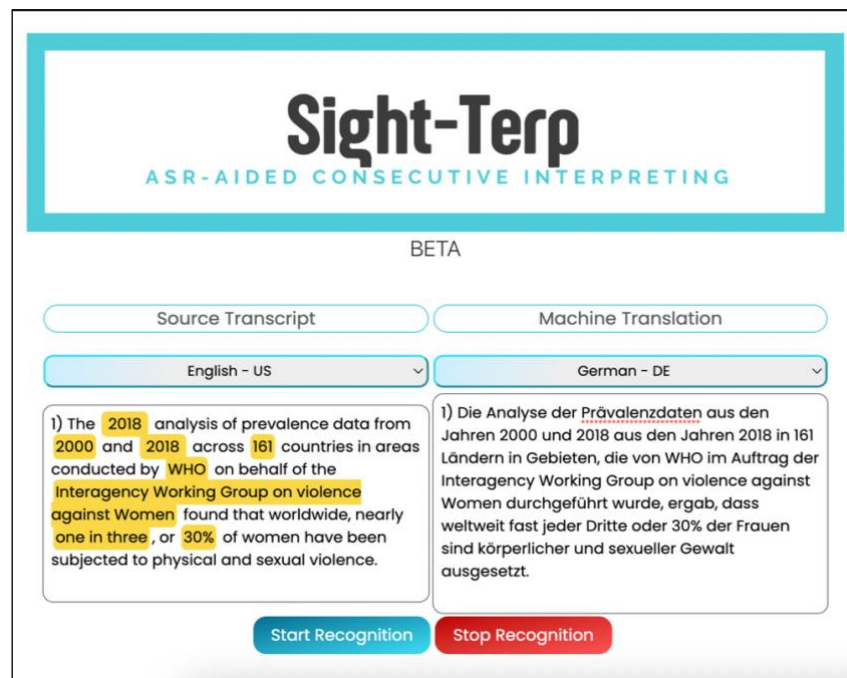 Sight-Terp
ASR-AIDED CONSECUTIVE INTERPRETING
BETA
Source Transcript
Machine Translation
English - US
German - DE
1) The 2018 analysis of prevalence data from
2000 and 2018 across 161 countries in areas
conducted by WHO on behalf of the
Interagency Working Group on violence
against Women found that worldwide, nearly
one in three, or 30% of women have been
subjected to physical and sexual violence.
1) Die Analyse der Prävalenzdaten aus den
Jahren 2000 und 2018 aus den Jahren 2018 in 161
Ländern in Gebieten, die von WHO im Auftrag der
Interagency Working Group on violence against
Women durchgeführt wurde, ergab, dass
weltweit fast jeder Dritte oder 30% der Frauen
sind körperlicher und sexueller Gewalt
ausgesetzt.
Start Recognition
Stop Recognition